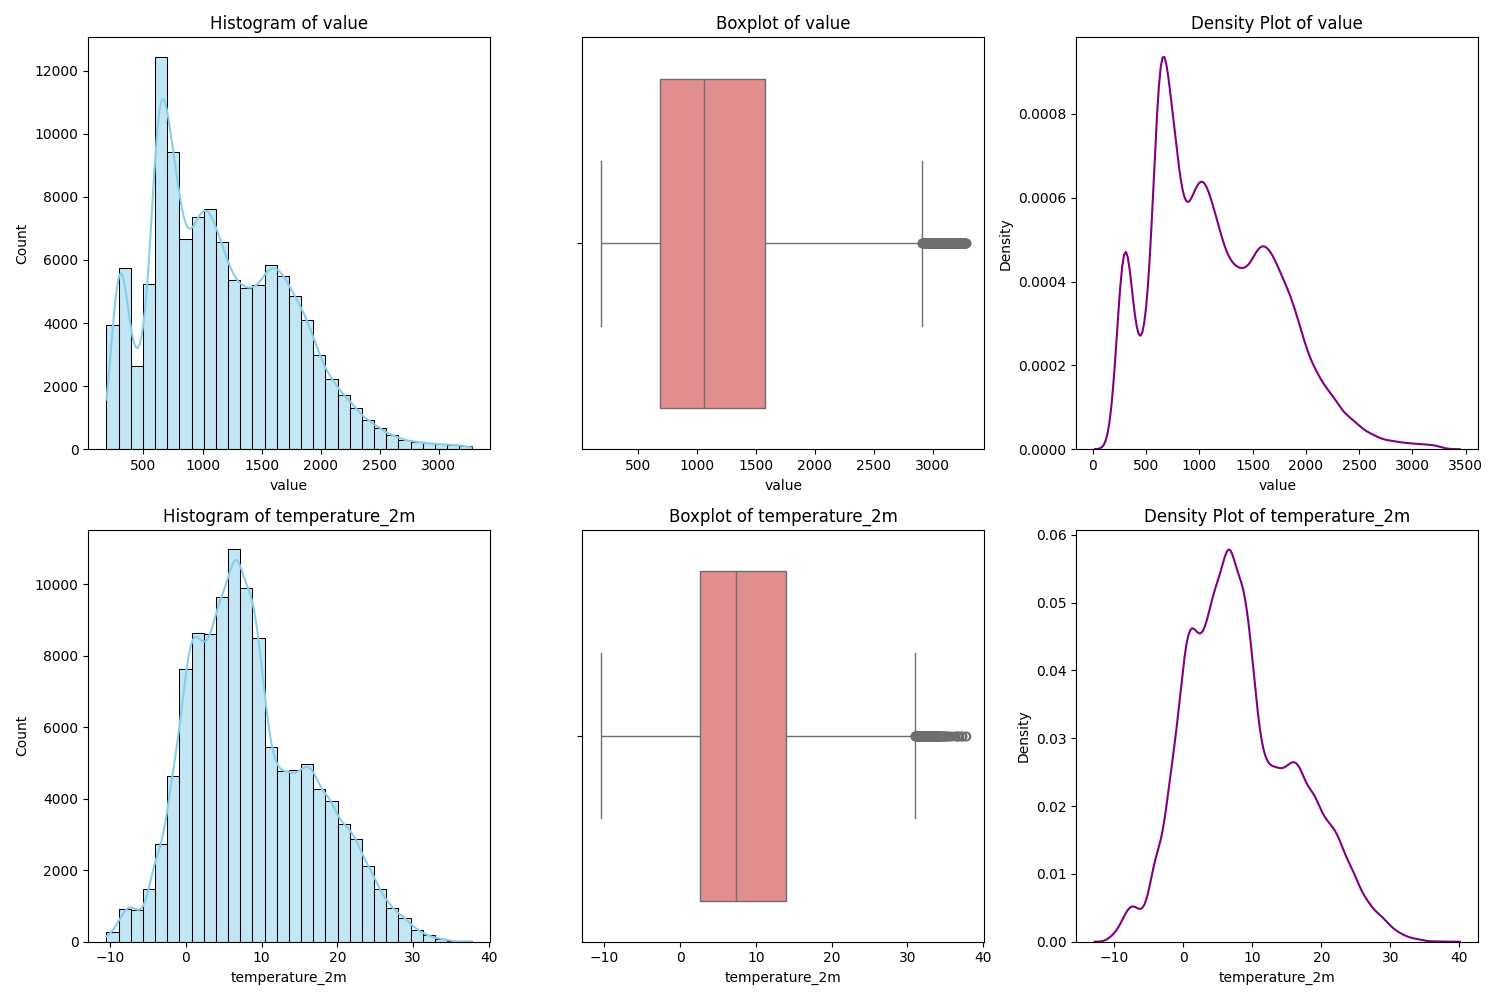 Histogram of value
Boxplot of value
Density Plot of value
12000
10000
8000
6000
4000
2000
0
Count
500 1000 1500 2000 2500 3000
value
500 1000 1500 2000 2500 3000
value
0.0008
0.0006
0.0004
0.0002
0.0000
Density
0 500 1000 1500 2000 2500 3000 3500
value
Histogram of temperature_2m
Boxplot of temperature_2m
Density Plot of temperature_2m
10000
8000
6000
4000
2000
0
Count
−10 0 10 20 30 40
temperature_2m
−10 0 10 20 30 40
temperature_2m
0.06
0.05
0.04
0.03
0.02
0.01
0.00
Density
−10 0 10 20 30 40
temperature_2m